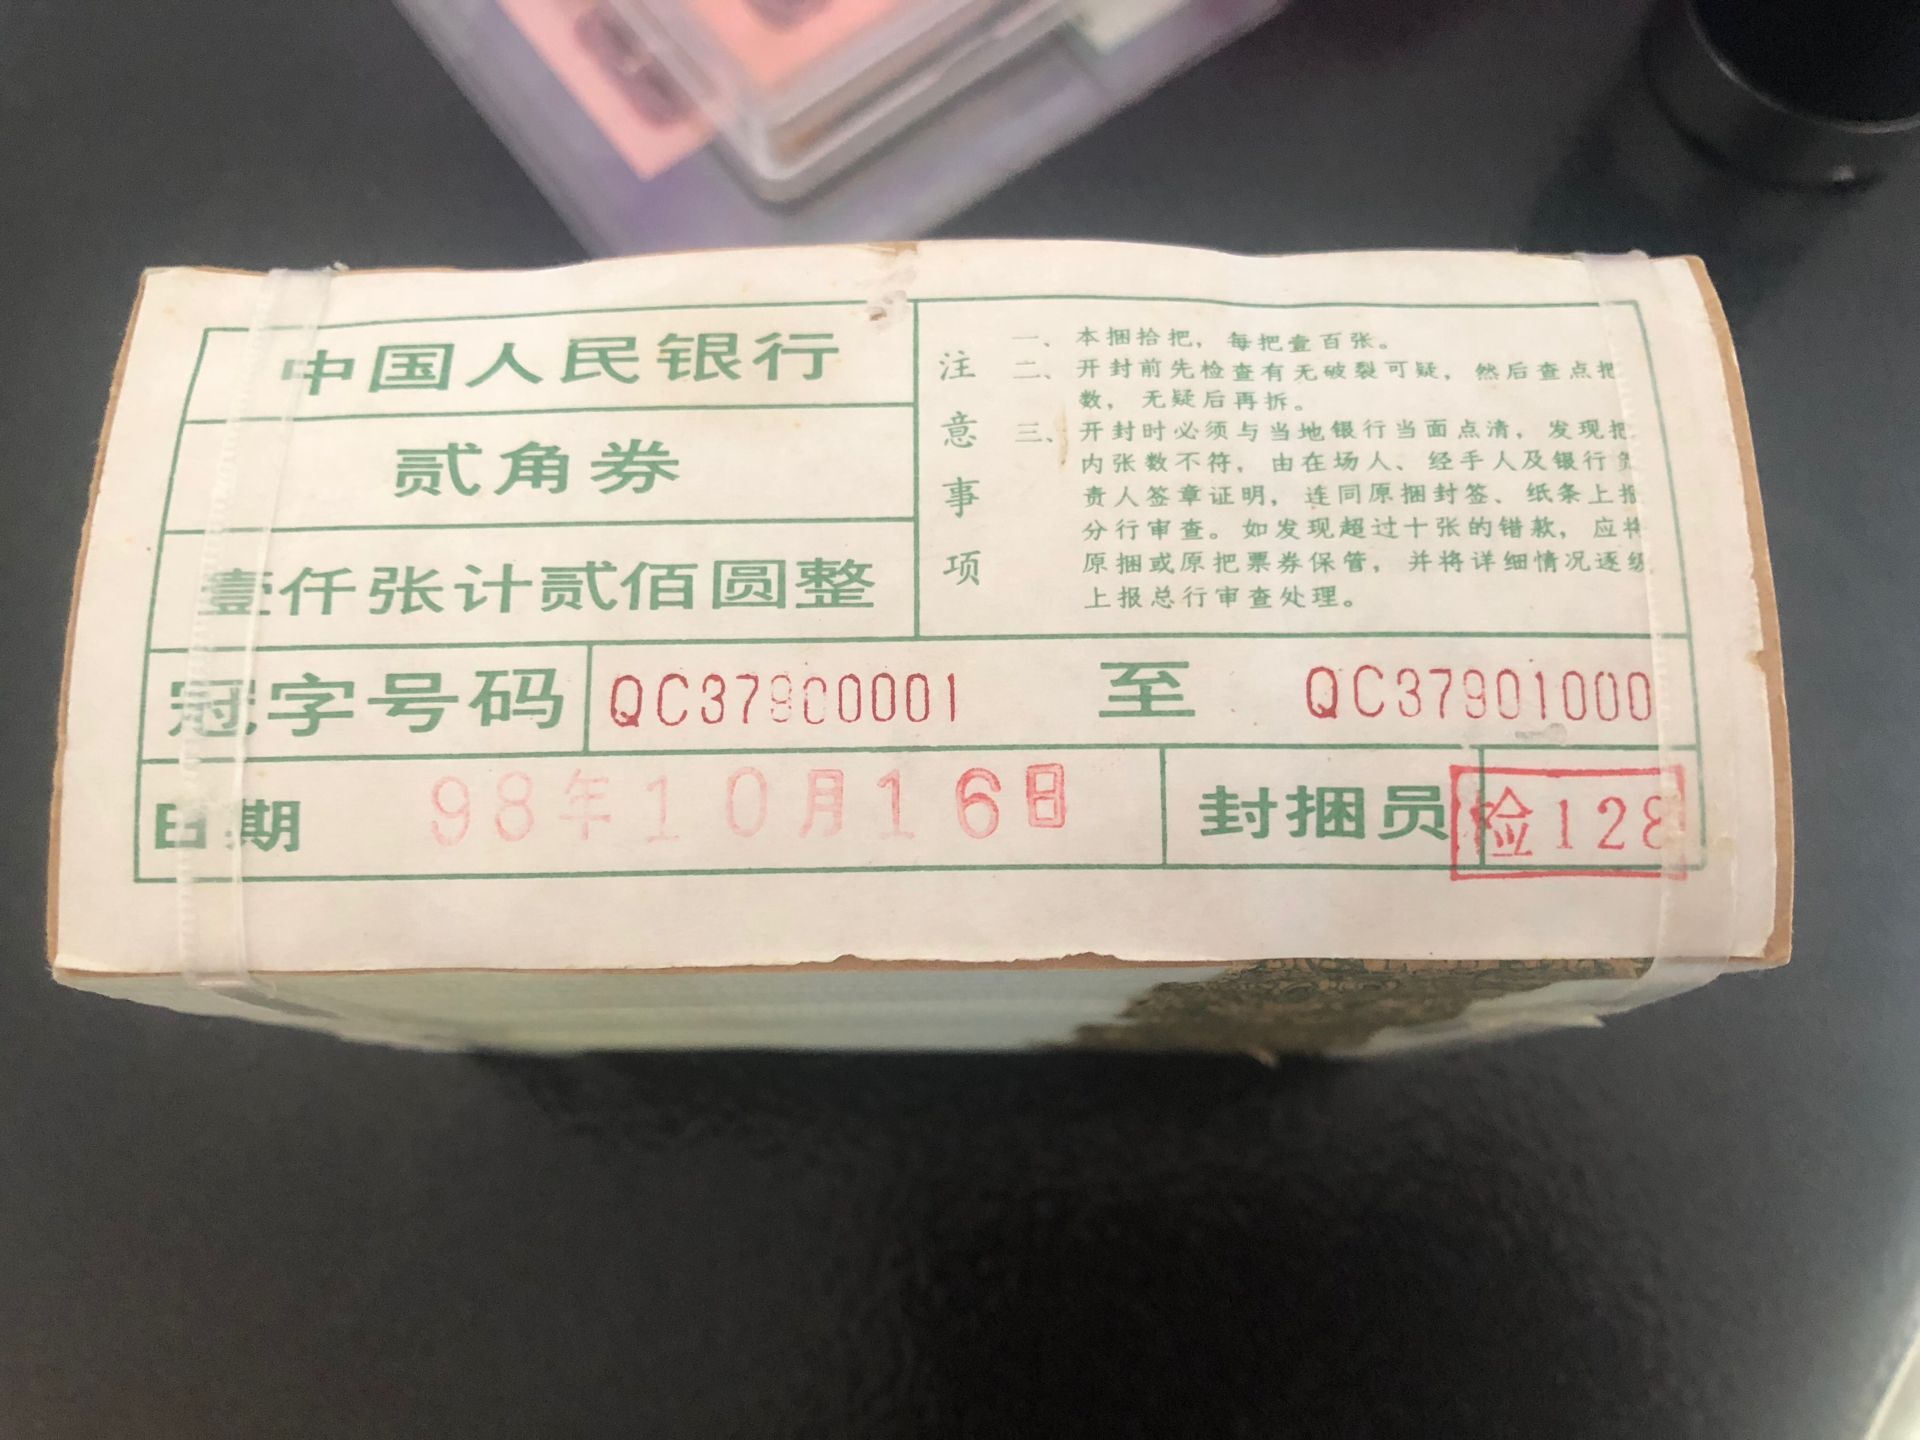 中国人民银行
贰角券
壹仟张计贰佰圆整
注意事项
一、本捆拾把，每把壹百张。
二、开封前先检查有无破裂可疑，然后查点把
数，无疑后再拆。
三、开封时必须与当地银行当面点清，发现把
内张数不符，由在场人、经手人及银行负
责人签章证明，连同原捆封签、纸条上报
分行审查。如发现超过十张的错款，应将
原捆或原把票券保管，并将详细情况逐级
上报总行审查处理。
冠字号码 QC37900001 至 QC37901000
日期 98年10月16日 封捆员 检128